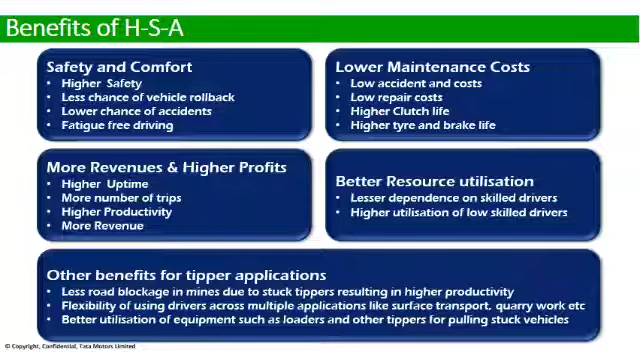 Benefits of H-S-A
Safety and Comfort
• Higher Safety
• Less chance of vehicle rollback
• Lower chance of accidents
• Fatigue free driving
Lower Maintenance Costs
• Low accident and costs
• Low repair costs
• Higher Clutch life
• Higher tyre and brake life
More Revenues & Higher Profits
• Higher Uptime
• More number of trips
• Higher Productivity
• More Revenue
Better Resource utilisation
• Lesser dependence on skilled drivers
• Higher utilisation of low skilled drivers
Other benefits for tipper applications
• Less road blockage in mines due to stuck tippers resulting in higher productivity
• Flexibility of using drivers across multiple applications like surface transport, quarry work etc
• Better utilisation of equipment such as loaders and other tippers for pulling stuck vehicles
© Copyright, Confidential, Tata Motors Limited